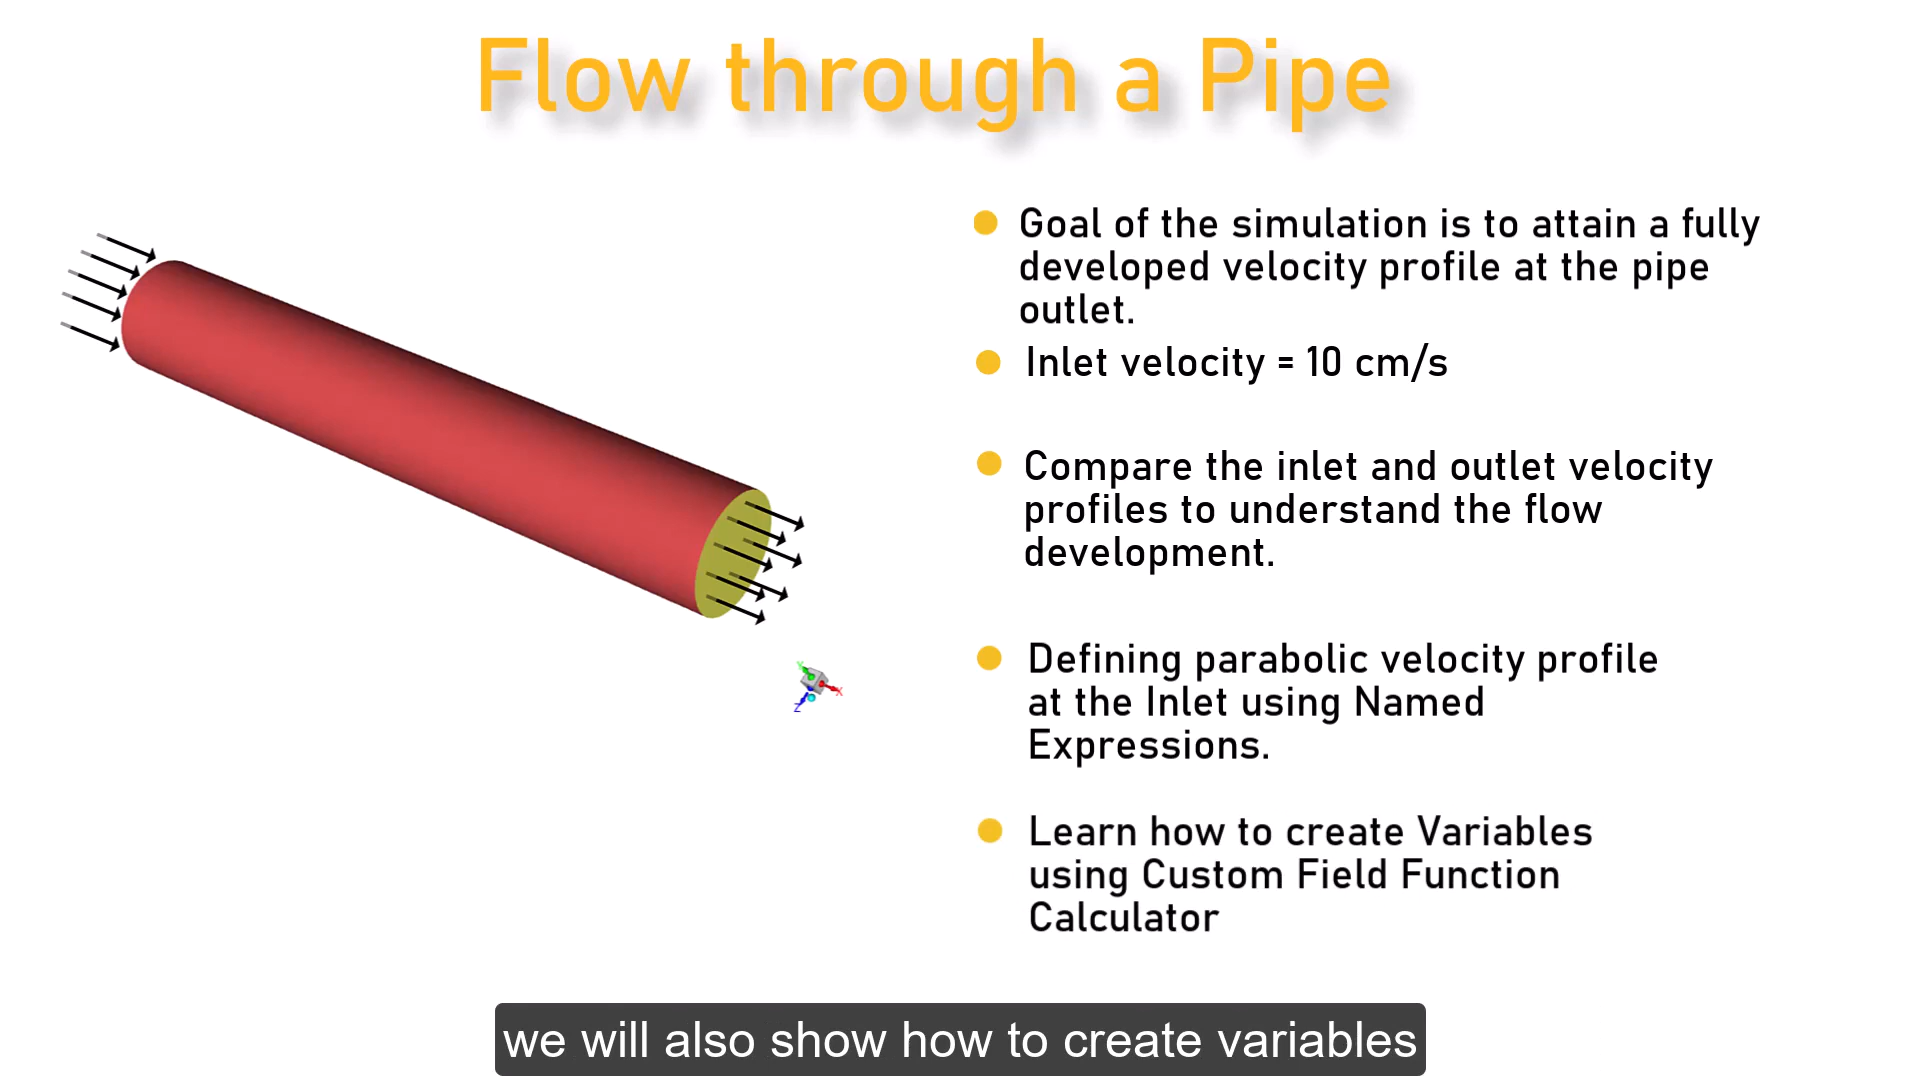 Flow through a Pipe
Goal of the simulation is to attain a fully
developed velocity profile at the pipe
outlet.
Inlet velocity = 10 cm/s
Compare the inlet and outlet velocity
profiles to understand the flow
development.
Defining parabolic velocity profile
at the Inlet using Named
Expressions.
Learn how to create Variables
using Custom Field Function
Calculator
Y
X
Z
we will also show how to create variables